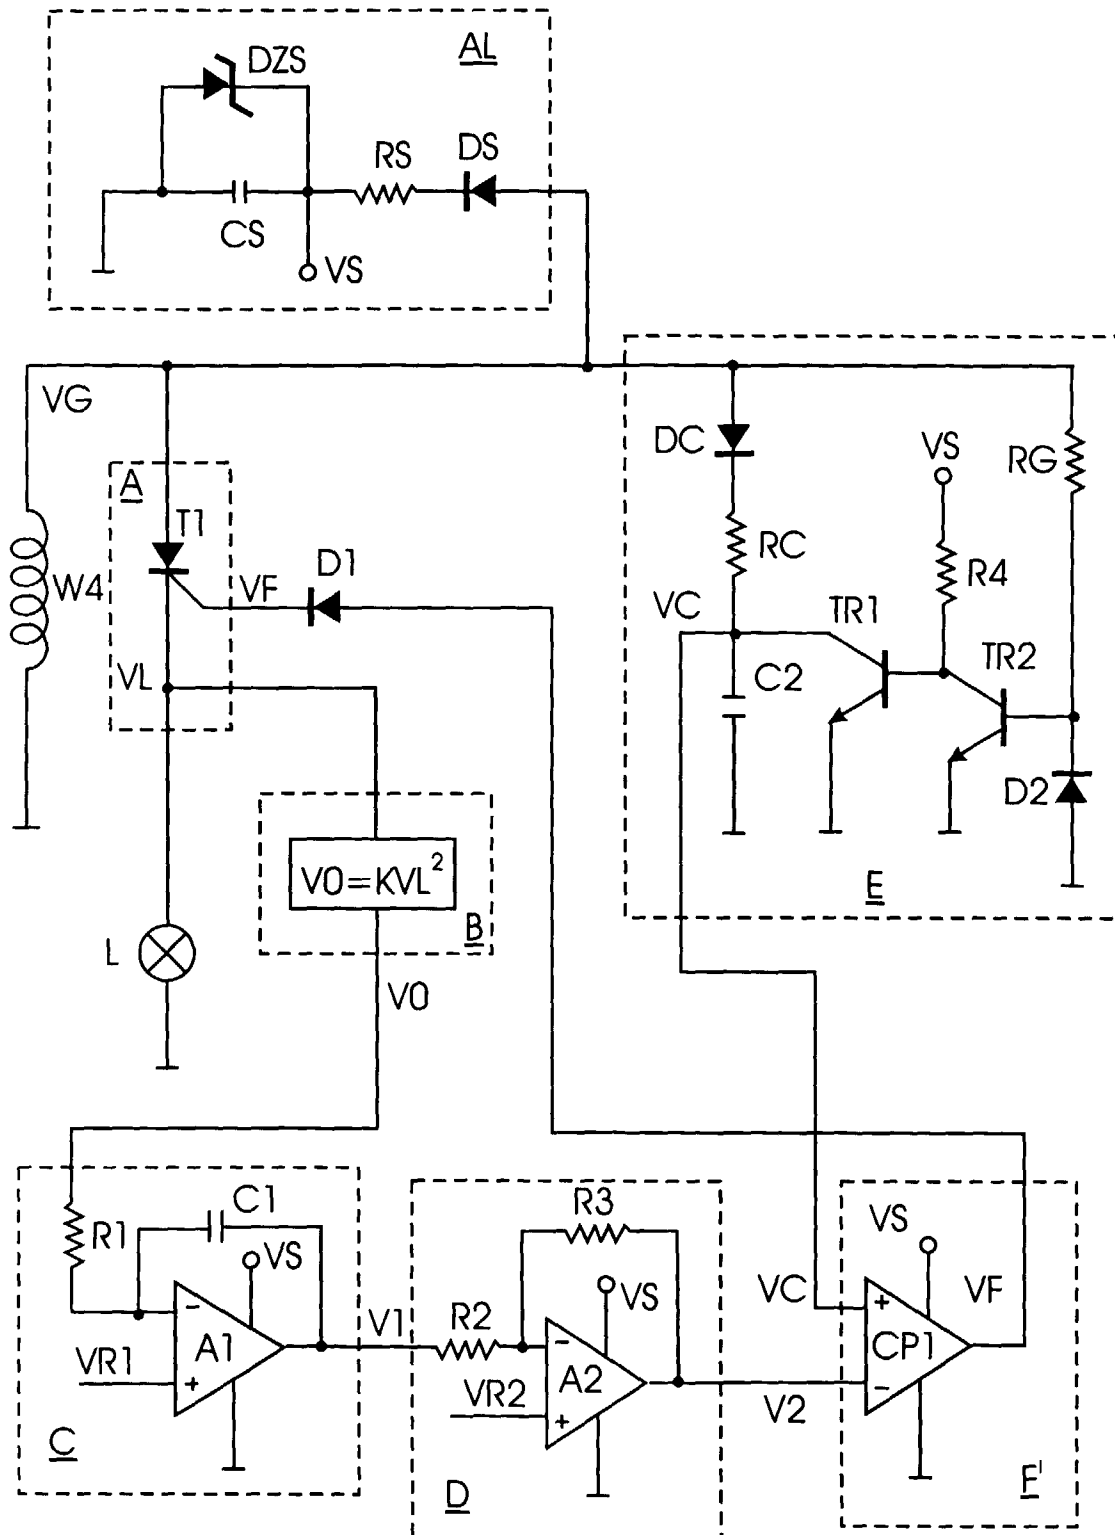 AL
DZS
RS
DS
CS
VS
VG
A
T1
W4
VF
D1
VL
DC
VS
RG
RC
R4
VC
TR1
TR2
C2
D2
E
VO=KVL²
B
L
VO
C1
R1
VS
A1
VR1
C
V1
R3
R2
VS
A2
VR2
D
V2
VC
VS
VF
+
CP1
-
F'
-
+
-
+